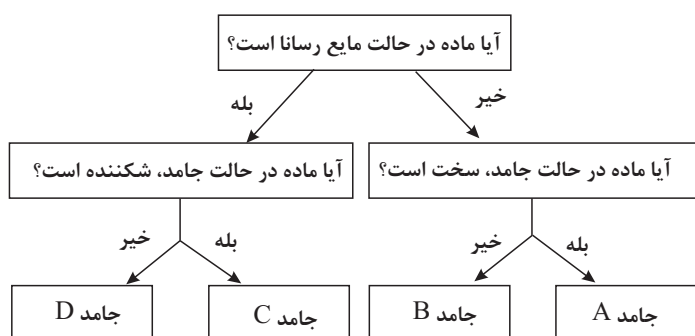 آیا ماده در حالت مایع رسانا است؟
خیر
بله
آیا ماده در حالت جامد، سخت است؟
آیا ماده در حالت جامد، شکننده است؟
بله
خیر
بله
خیر
جامد A
جامد B
جامد C
جامد D